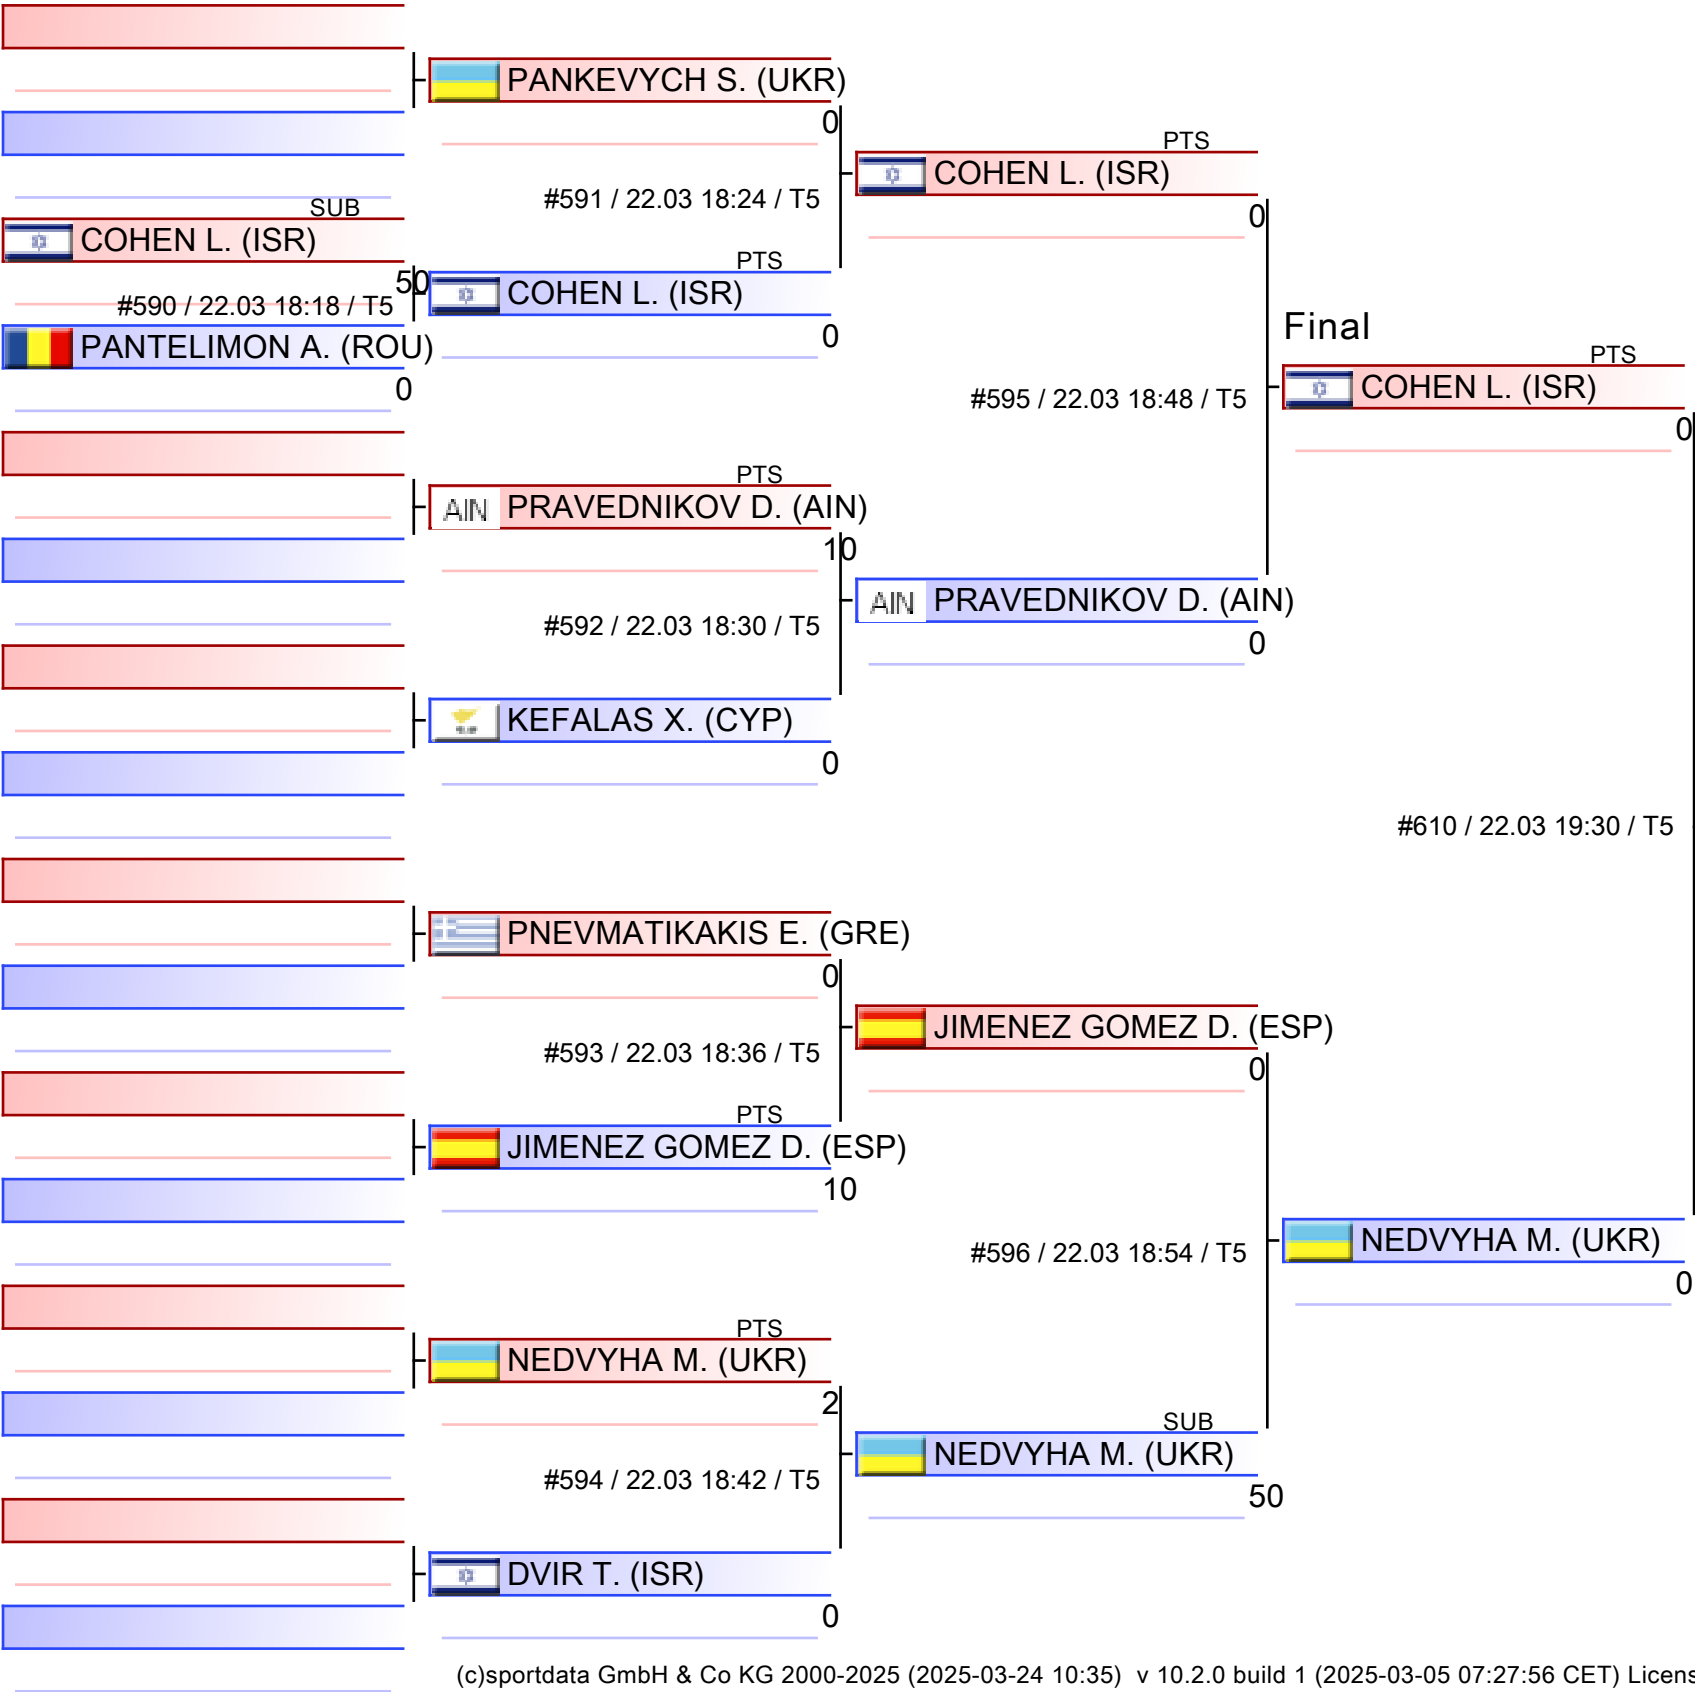 PANKEVYCH S. (UKR)
0
PTS
COHEN L. (ISR)
0
#591 / 22.03 18:24 / T5
SUB
COHEN L. (ISR)
50
#590 / 22.03 18:18 / T5
PANTELIMON A. (ROU)
0
PTS
COHEN L. (ISR)
0
Final
PTS
COHEN L. (ISR)
0
#595 / 22.03 18:48 / T5
PTS
AIN PRAVEDNIKOV D. (AIN)
10
AIN PRAVEDNIKOV D. (AIN)
0
#592 / 22.03 18:30 / T5
KEFALAS X. (CYP)
0
#610 / 22.03 19:30 / T5
PNEVMATIKAKIS E. (GRE)
0
JIMENEZ GOMEZ D. (ESP)
0
#593 / 22.03 18:36 / T5
PTS
JIMENEZ GOMEZ D. (ESP)
10
#596 / 22.03 18:54 / T5
NEDVYHA M. (UKR)
0
PTS
NEDVYHA M. (UKR)
2
SUB
NEDVYHA M. (UKR)
50
#594 / 22.03 18:42 / T5
DVIR T. (ISR)
0
(c)sportdata GmbH & Co KG 2000-2025 (2025-03-24 10:35) v 10.2.0 build 1 (2025-03-05 07:27:56 CET) Licens